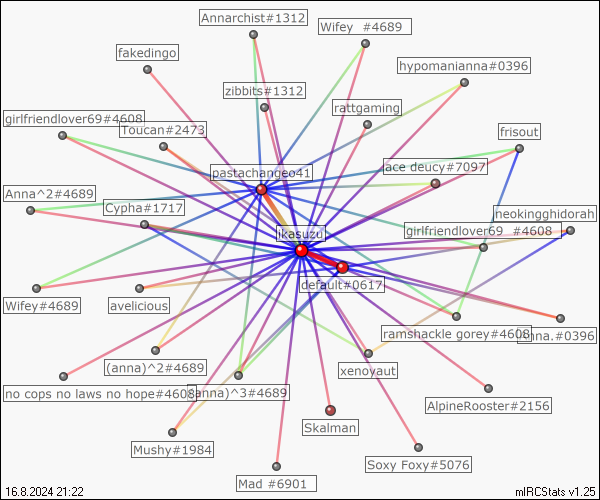 Annarchist#1312
Wifey  #4689
fakedingo
hypomanianna#0396
zibbits#1312
rattgaming
girlfriendlover69#4608
Toucan#2473
frisout
pastachangeo41
ace deucy#7097
Anna^2#4689
Cypha#1717
neokingghidorah
kasuzu
girlfriendlover69  #4608
default#0617
Wifey#4689
avelicious
ramshackle gorey#4608
(anna)^2#4689
xenoyaut
no cops no laws no hope#4608
(anna)^3#4689
AlpineRooster#2156
Skalman
Mushy#1984
Soxy Foxy#5076
Mad  #6901
16.8.2024 21:22
mIRCStats v1.25